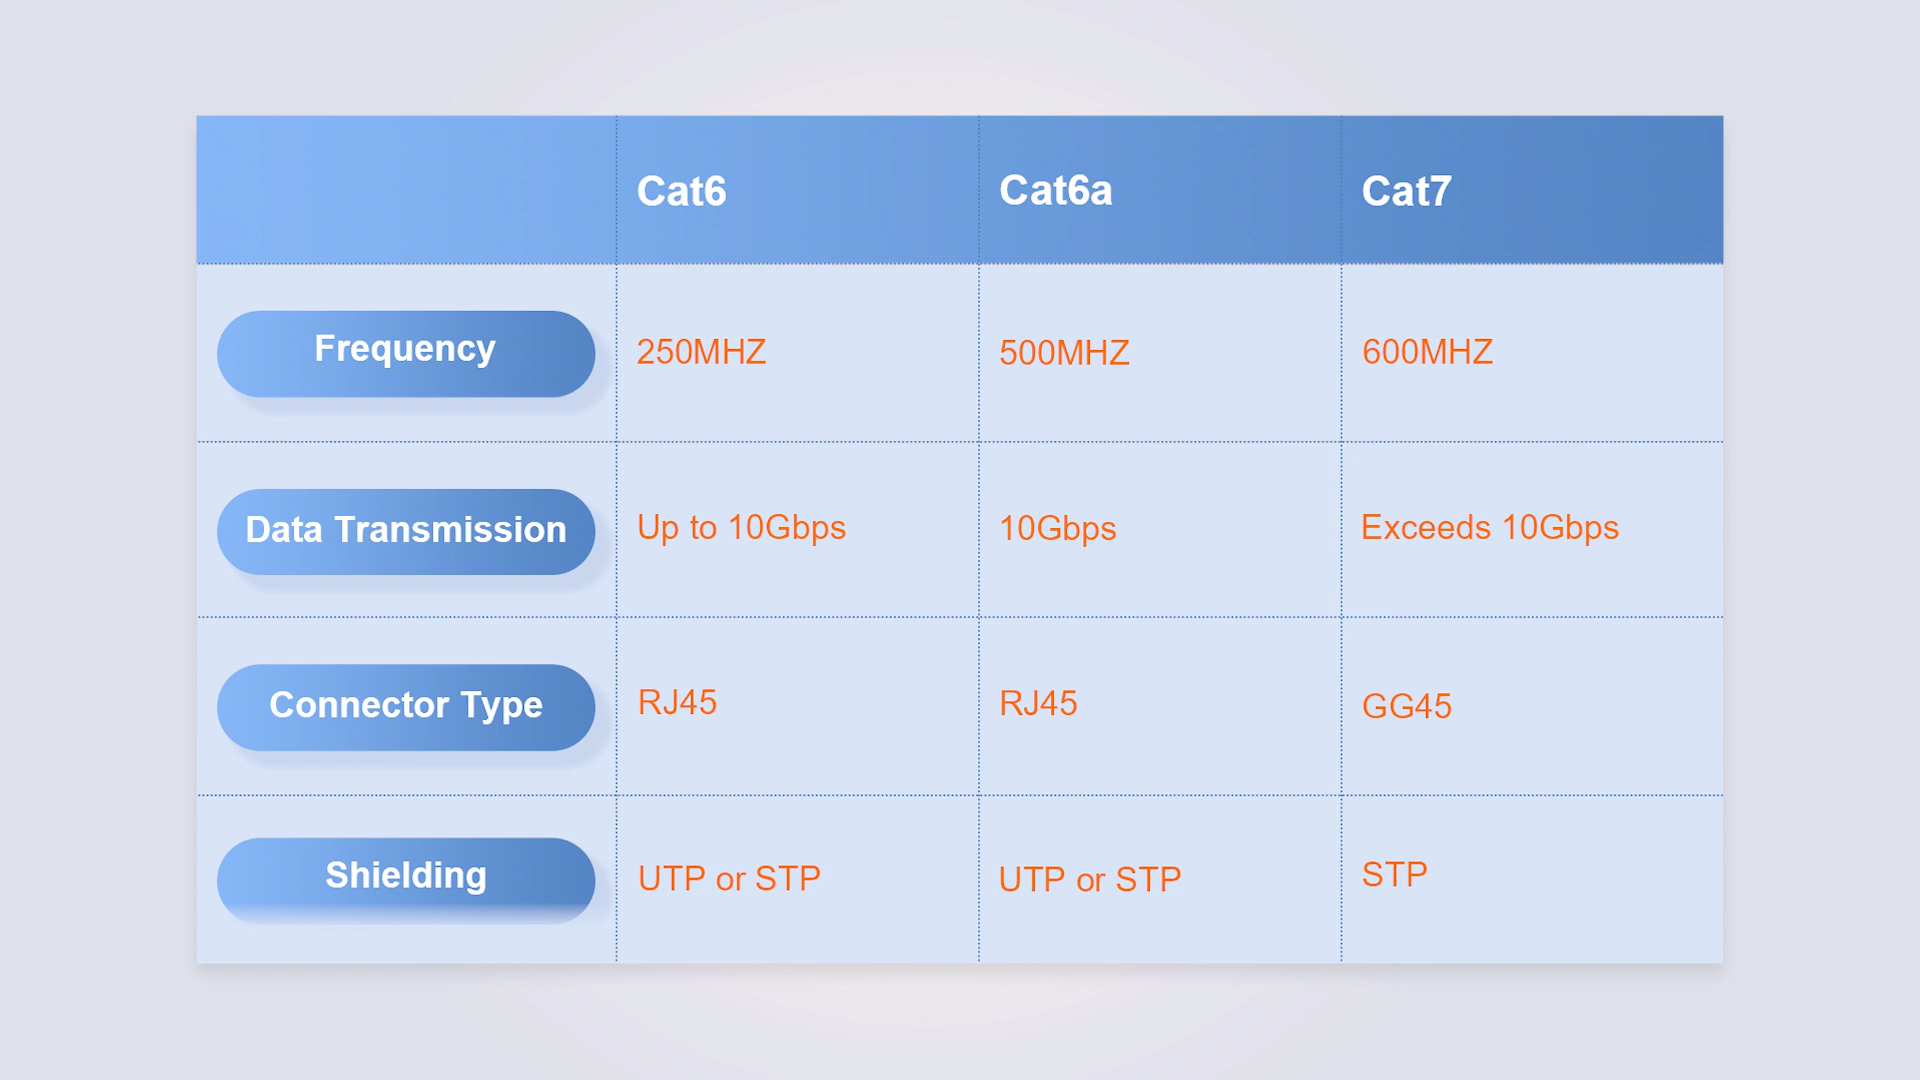 Cat6 Cat6a Cat7
Frequency 250MHZ 500MHZ 600MHZ
Data Transmission Up to 10Gbps 10Gbps Exceeds 10Gbps
Connector Type RJ45 RJ45 GG45
Shielding UTP or STP UTP or STP STP